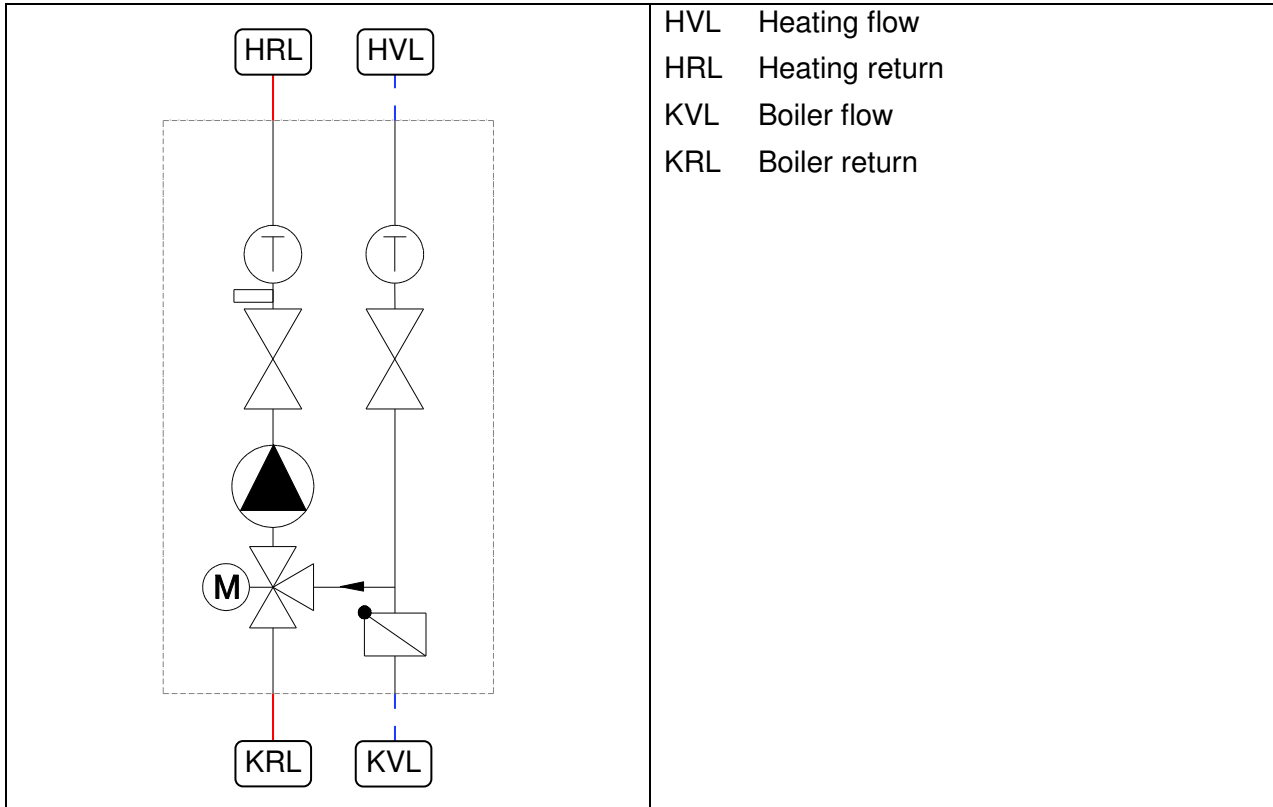 HRL HVL
T T
M
KRL KVL
HVL Heating flow
HRL Heating return
KVL Boiler flow
KRL Boiler return